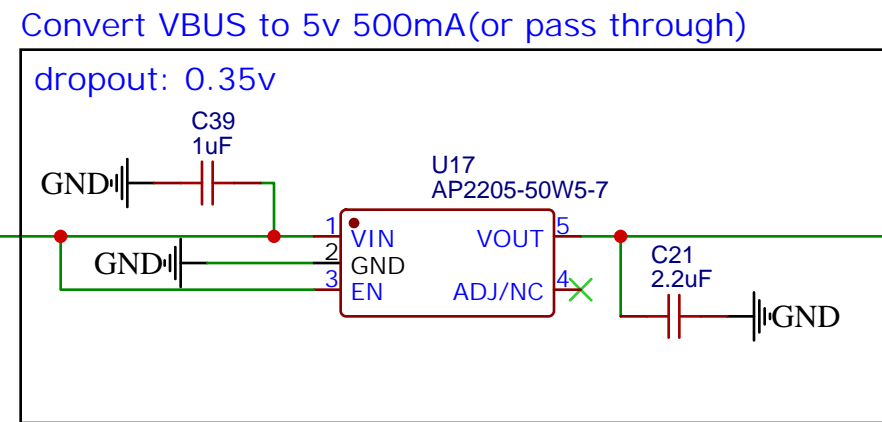 Convert VBUS to 5v 500mA(or pass through)
dropout: 0.35v
C39
1uF
GND
U17
AP2205-50W5-7
1
VIN
VOUT
5
GND
2
GND
3
EN
ADJ/NC
4
C21
2.2uF
GND